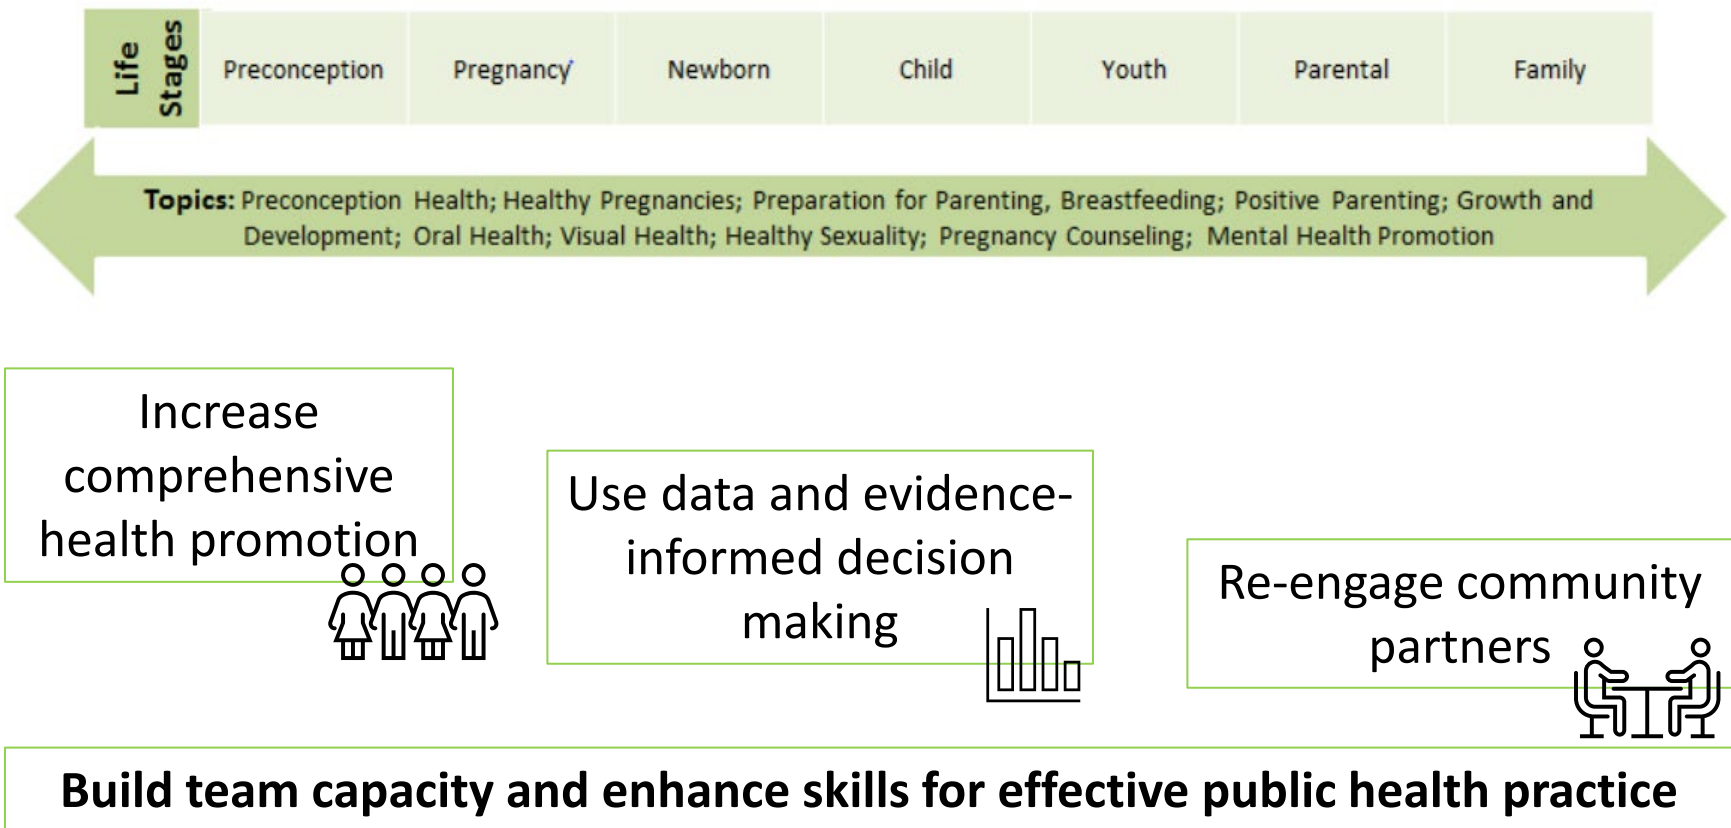 Life
Stages
Preconception
Pregnancy
Newborn
Child
Youth
Parental
Family
Topics: Preconception Health; Healthy Pregnancies; Preparation for Parenting, Breastfeeding; Positive Parenting; Growth and
Development; Oral Health; Visual Health; Healthy Sexuality; Pregnancy Counseling; Mental Health Promotion
Increase
comprehensive
health promotion
Use data and evidence-
informed decision
making
Re-engage community
partners
Build team capacity and enhance skills for effective public health practice